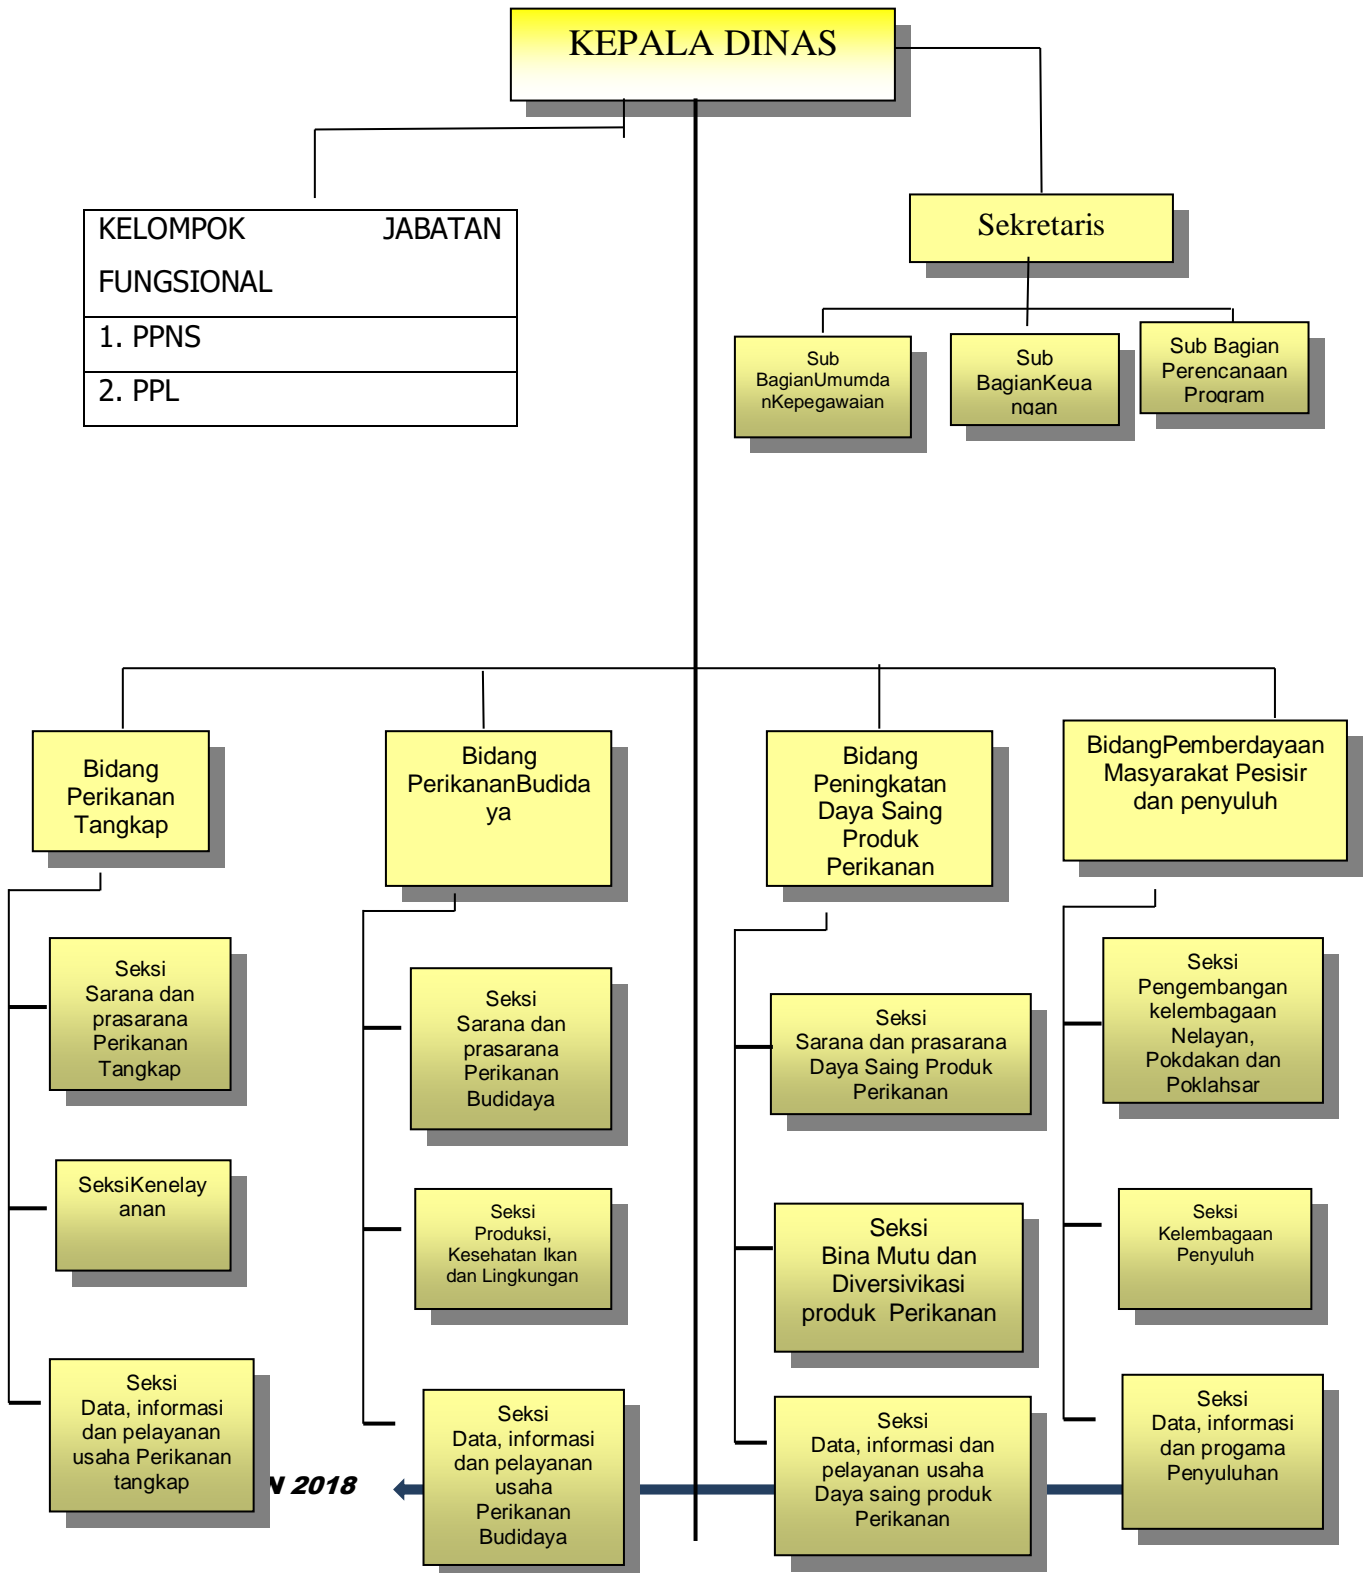 KEPALA DINAS
KELOMPOK JABATAN
FUNGSIONAL
1. PPNS
2. PPL
Sekretaris
Sub
BagianUmumda
nKepegawaian
Sub
BagianKeua
ngan
Sub Bagian
Perencanaan
Program
Bidang
Perikanan
Tangkap
Bidang
PerikananBudida
ya
Bidang
Peningkatan
Daya Saing
Produk
Perikanan
BidangPemberdayaan
Masyarakat Pesisir
dan penyuluh
Seksi
Sarana dan
prasarana
Perikanan
Tangkap
SeksiKenelay
anan
Seksi
Data, informasi
dan pelayanan
usaha Perikanan
tangkap
Seksi
Sarana dan
prasarana
Perikanan
Budidaya
Seksi
Produksi,
Kesehatan Ikan
dan Lingkungan
Seksi
Data, informasi
dan pelayanan
usaha
Perikanan
Budidaya
Seksi
Sarana dan prasarana
Daya Saing Produk
Perikanan
Seksi
Bina Mutu dan
Diversivikasi
produk Perikanan
Seksi
Data, informasi dan
pelayanan usaha
Daya saing produk
Perikanan
Seksi
Pengembangan
kelembagaan
Nelayan,
Pokdakan dan
Poklahsar
Seksi
Kelembagaan
Penyuluh
Seksi
Data, informasi
dan progama
Penyuluhan
N 2018